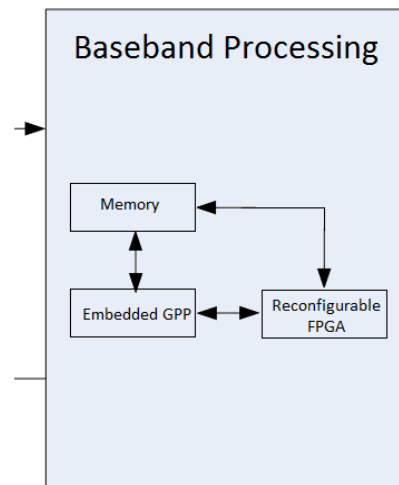 Baseband Processing
Memory
Embedded GPP
Reconfigurable
FPGA